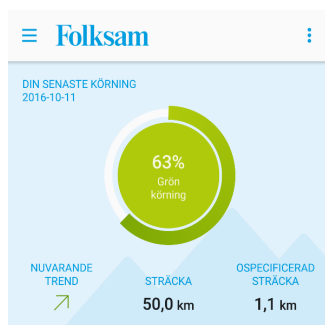 Folksam
DIN SENASTE KÖRNING
2016-10-11
63%
Grön
körning
NUVARANDE
TREND
STRÄCKA
50,0 km
OSPECIFICERAD
STRÄCKA
1,1 km